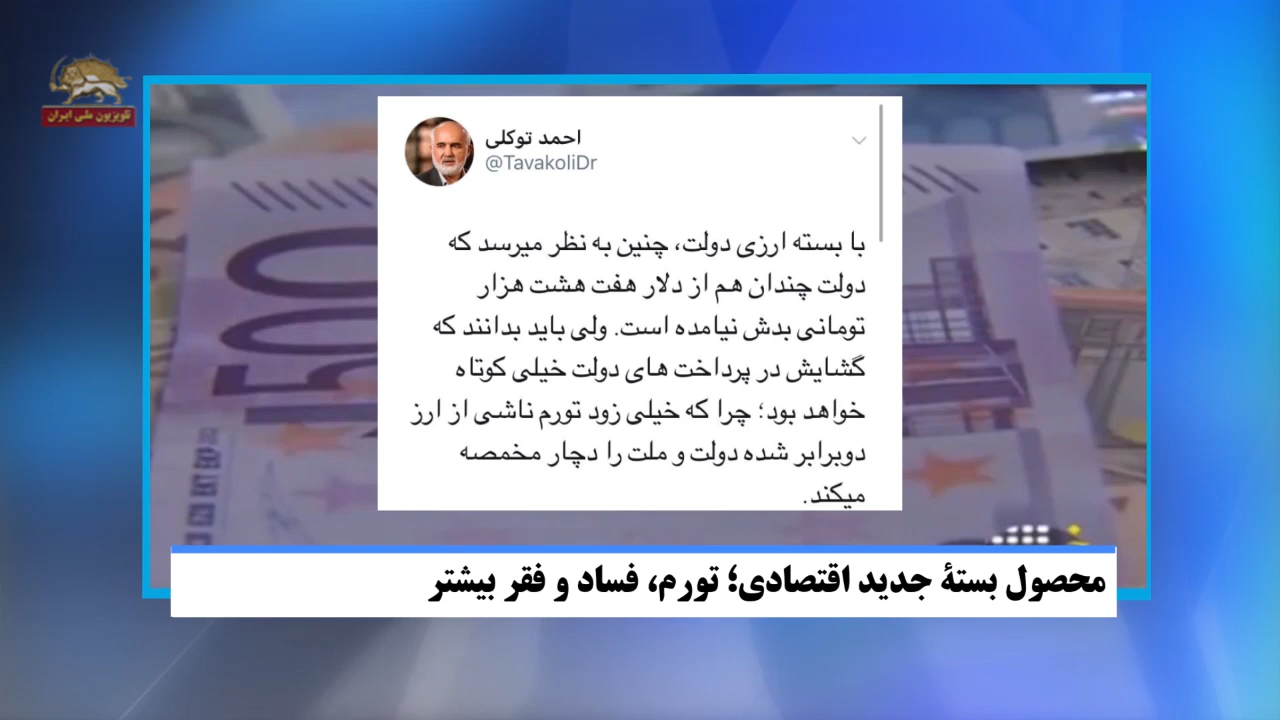 تلویزیون ملی ایران
احمد توکلی
@TavakoliDr
با بسته ارزی دولت، چنین به نظر میرسد که
دولت چندان هم از دلار هفت هشت هزار
تومانی بدش نیامده است. ولی باید بدانند که
گشایش در پرداخت های دولت خیلی کوتاه
خواهد بود؛ چرا که خیلی زود تورم ناشی از ارز
دوبرابر شده دولت و ملت را دچار مخمصه
میکند.
500
محصول بستهٔ جدید اقتصادی؛ تورم، فساد و فقر بیشتر